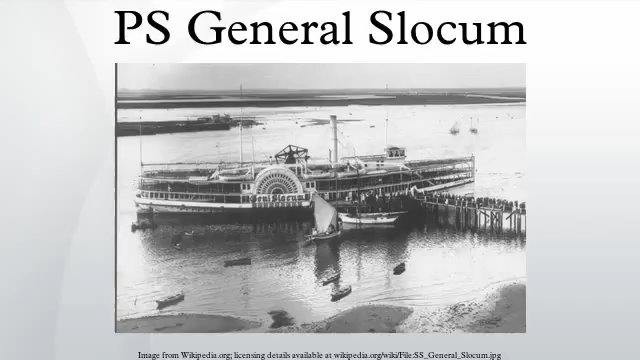 PS General Slocum
Image from Wikipedia.org; licensing details available at wikipedia.org/wiki/File:SS_General_Slocum.jpg